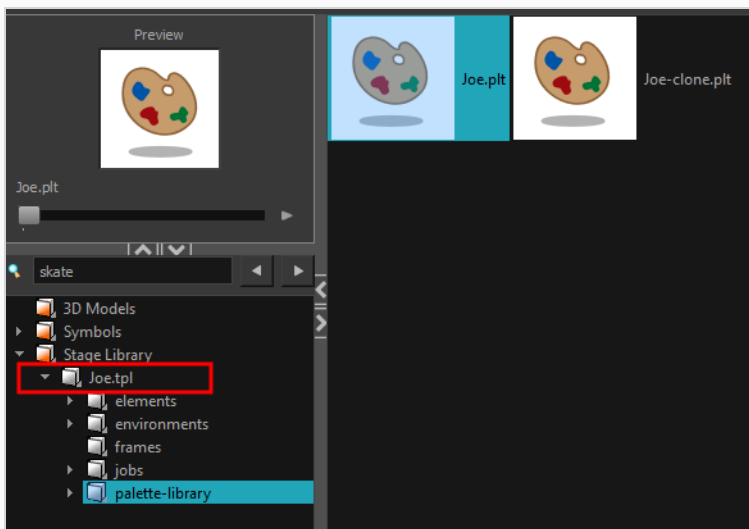 Preview
Joe.plt
skate
3D Models
Symbols
Stage Library
Joe.tpl
elements
environments
frames
jobs
palette-library
Joe.plt
Joe-clone.plt